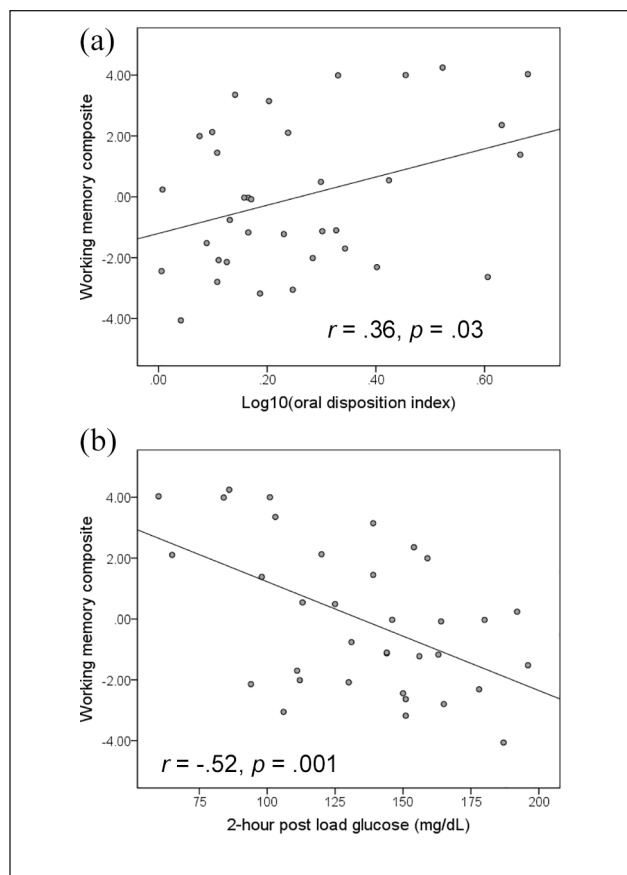 (a)
Working memory composite
4.00
2.00
.00
-2.00
-4.00
r = .36, p = .03
.00 .20 .40 .60
Log10(oral disposition index)
(b)
Working memory composite
4.00
2.00
.00
-2.00
-4.00
r = -.52, p = .001
75 100 125 150 175 200
2-hour post load glucose (mg/dL)